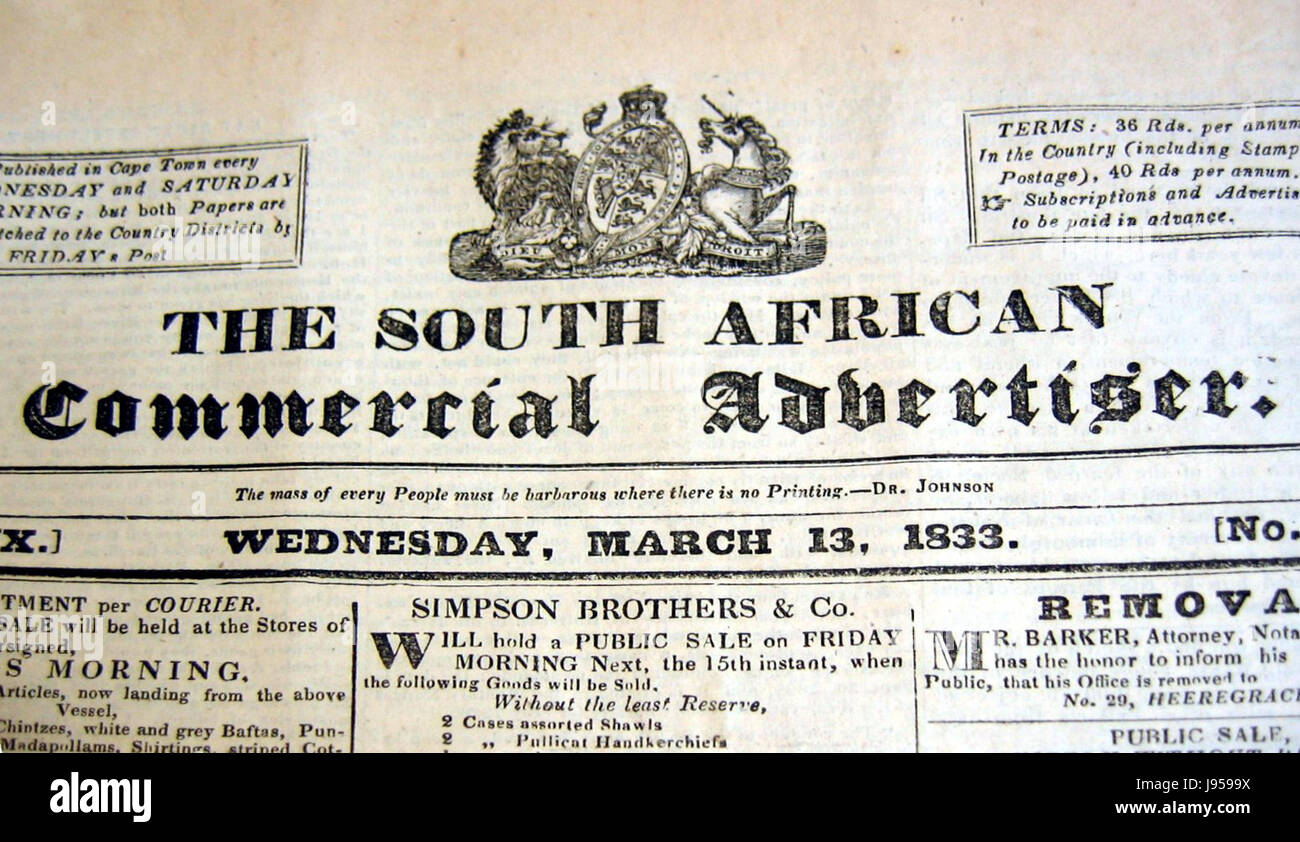 Published in Cape Town every
NESDAY and SATURDAY
RNING; but both Papers are
tched to the Country Districts by
FRIDAY's Post
TERMS: 36 Rds. per annum
In the Country (including Stamp
Postage), 40 Rds per annum.
☞ Subscriptions and Advertis
to be paid in advance.
DIEU ET MON DROIT
THE SOUTH AFRICAN
Commercial Advertiser.
The mass of every People must be barbarous where there is no Printing.—DR. JOHNSON
X.] WEDNESDAY, MARCH 13, 1833. [No.
TMENT per COURIER.
SALE will be held at the Stores of
rsigned,
S MORNING,
Articles, now landing from the above
Vessel,
Chintzes, white and grey Baftas, Pun-
Madapollams, Shirtings, striped Cot-
SIMPSON BROTHERS & Co.
WILL hold a PUBLIC SALE on FRIDAY
MORNING Next, the 15th instant, when
the following Goods will be Sold,
Without the least Reserve,
2 Cases assorted Shawls
2 „ Pullicat Handkerchiefs
REMOVA
MR. BARKER, Attorney, Nota
has the honor to inform his
Public, that his Office is removed to
No. 29, HEEREGRAC
PUBLIC SALE,
alamy
Image ID: J9599X
www.alamy.com